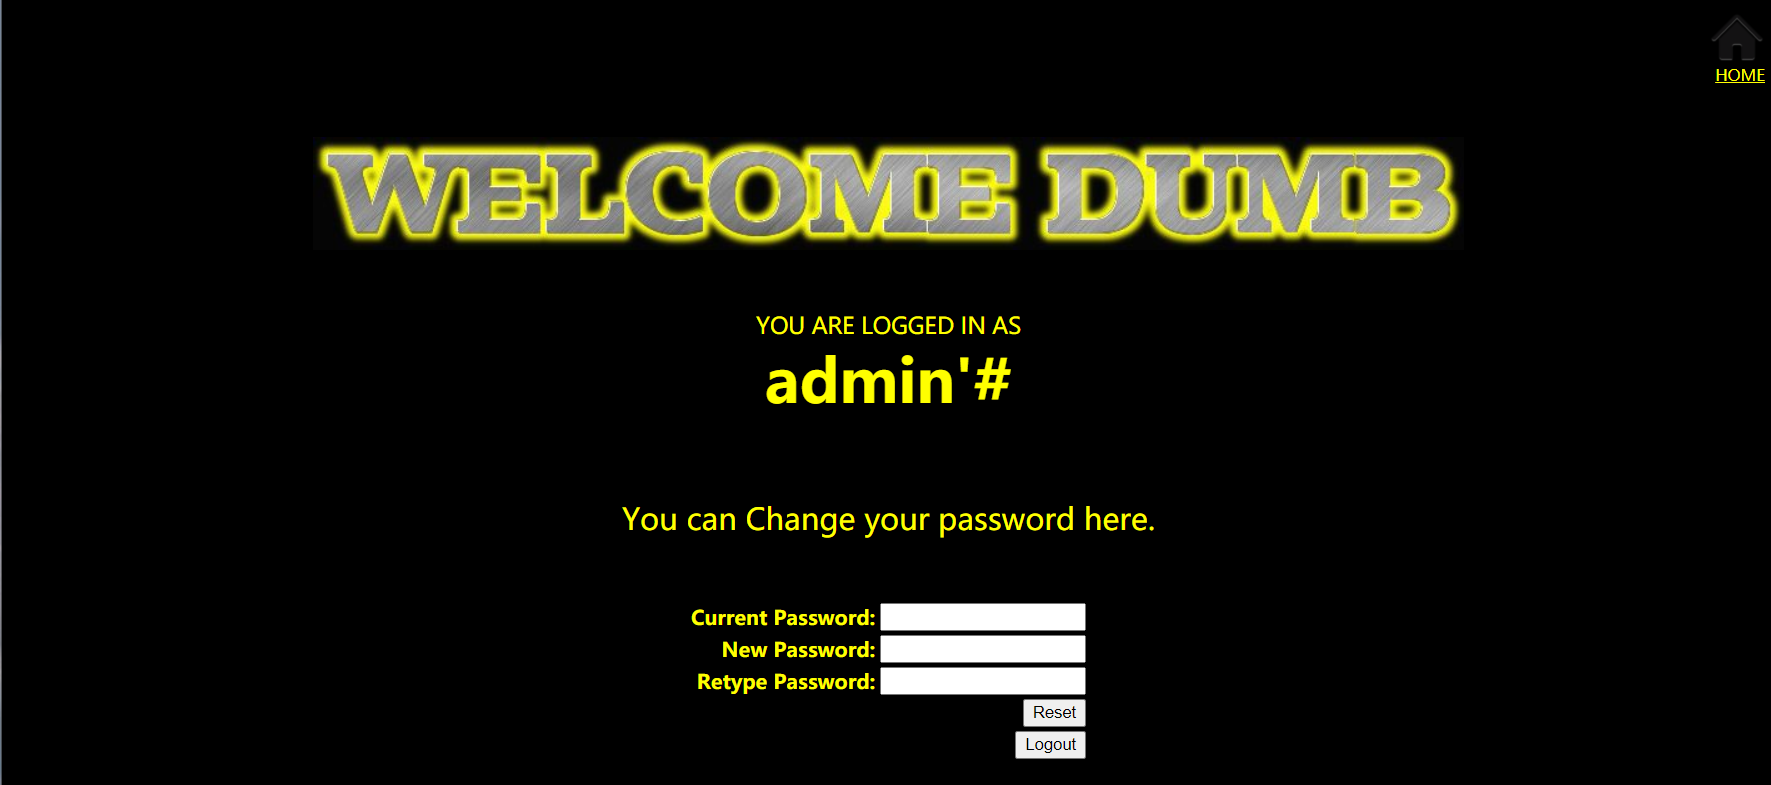 HOME
WELCOME DUMB
YOU ARE LOGGED IN AS
admin'#
You can Change your password here.
Current Password:
New Password:
Retype Password:
Reset
Logout